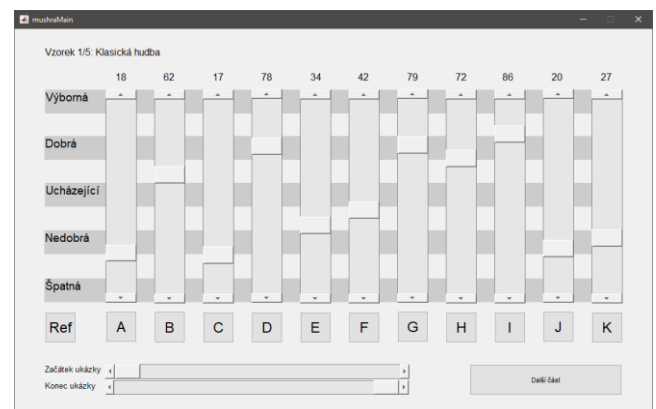 mushraMain
Vzorek 1/5: Klasická hudba
18 62 17 78 34 42 79 72 86 20 27
Výborná
Dobrá
Ucházející
Nedobrá
Špatná
Ref A B C D E F G H I J K
Začátek ukázky
Konec ukázky
Další část